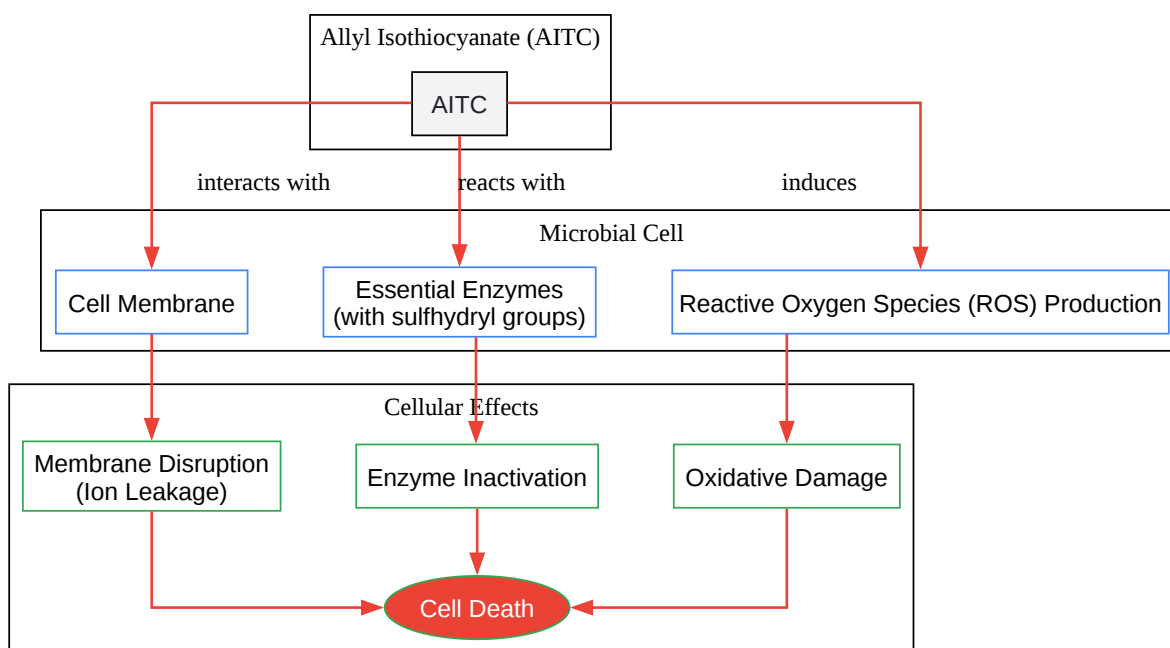 Allyl Isothiocyanate (AITC)
AITC
interacts with
reacts with
induces
Microbial Cell
Cell Membrane
Essential Enzymes
(with sulfhydryl groups)
Reactive Oxygen Species (ROS) Production
Cellular Effects
Membrane Disruption
(Ion Leakage)
Enzyme Inactivation
Oxidative Damage
Cell Death